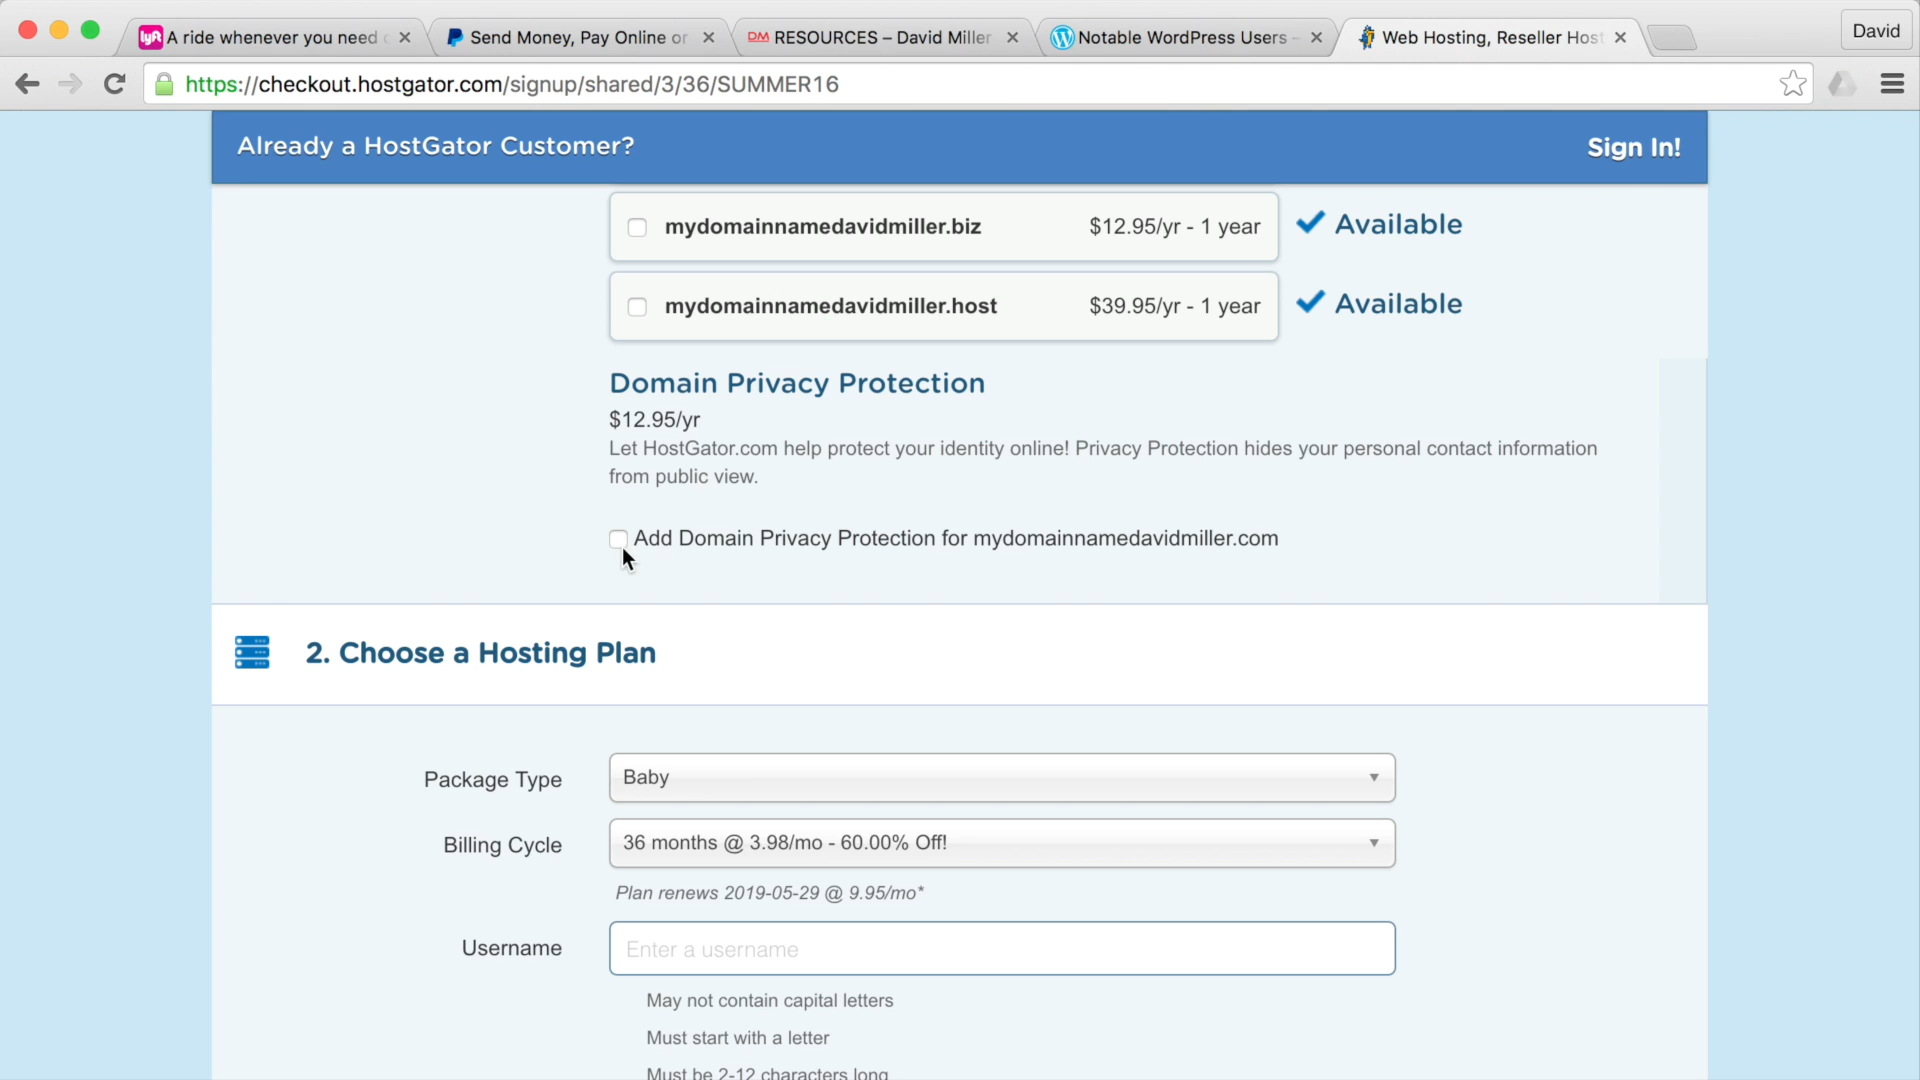 lyft A ride whenever you need
Send Money, Pay Online or
DM RESOURCES – David Miller
Notable WordPress Users -
Web Hosting, Reseller Host
David
https://checkout.hostgator.com/signup/shared/3/36/SUMMER16
Already a HostGator Customer?
Sign In!
mydomainnamedavidmiller.biz $12.95/yr - 1 year Available
mydomainnamedavidmiller.host $39.95/yr - 1 year Available
Domain Privacy Protection
$12.95/yr
Let HostGator.com help protect your identity online! Privacy Protection hides your personal contact information
from public view.
Add Domain Privacy Protection for mydomainnamedavidmiller.com
2. Choose a Hosting Plan
Package Type Baby
Billing Cycle 36 months @ 3.98/mo - 60.00% Off!
Plan renews 2019-05-29 @ 9.95/mo*
Username Enter a username
May not contain capital letters
Must start with a letter
Must be 2-12 characters long